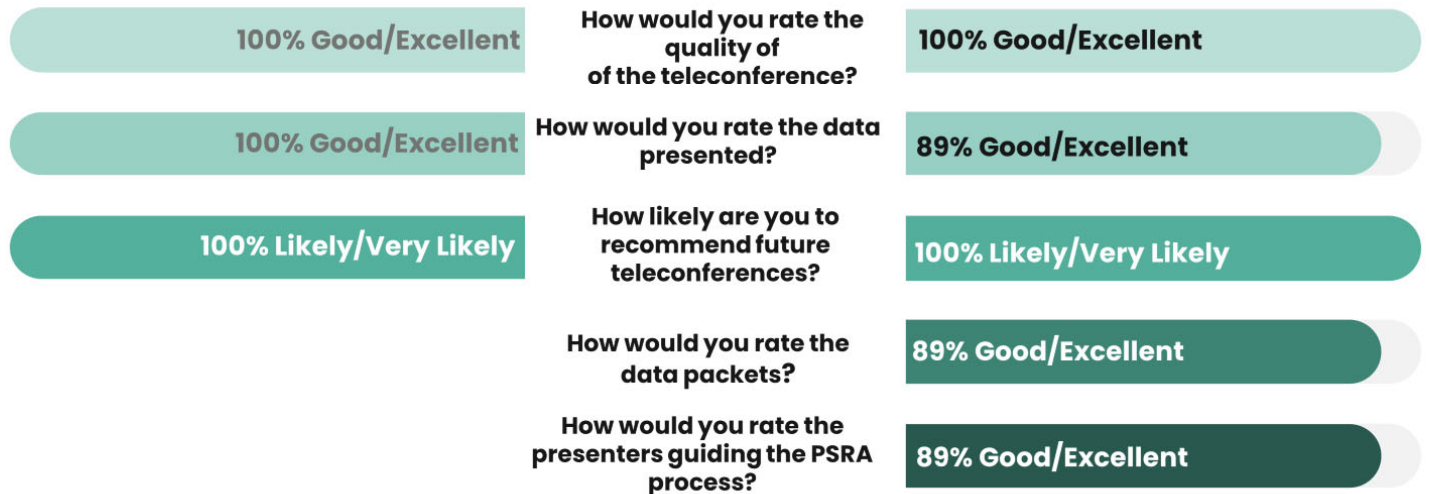 100% Good/Excellent
How would you rate the
quality of
of the teleconference?
100% Good/Excellent
100% Good/Excellent
How would you rate the data
presented?
89% Good/Excellent
100% Likely/Very Likely
How likely are you to
recommend future
teleconferences?
100% Likely/Very Likely
How would you rate the
data packets?
89% Good/Excellent
How would you rate the
presenters guiding the PSRA
process?
89% Good/Excellent